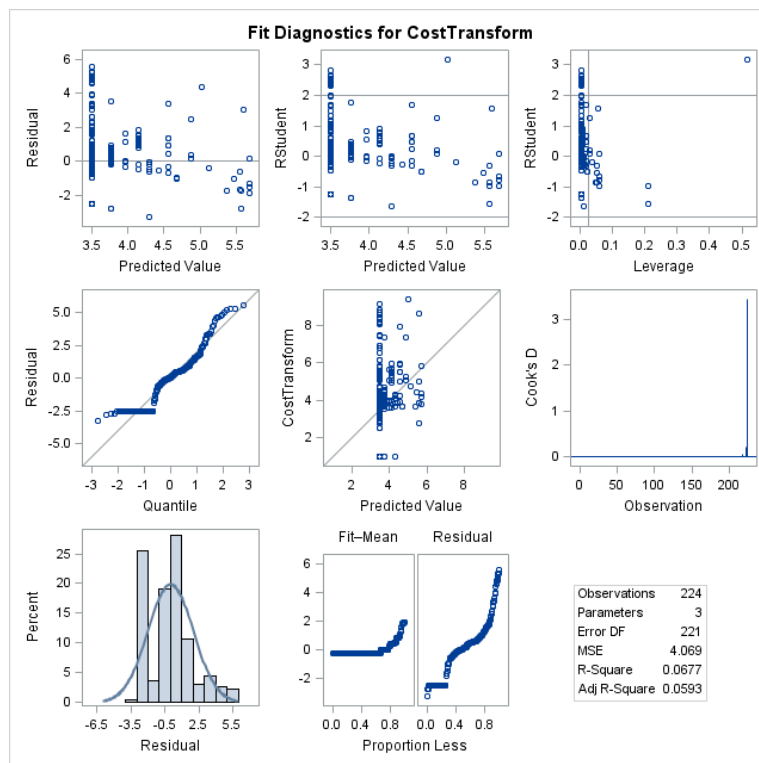 Fit Diagnostics for CostTransform
Residual
6
4
2
0
-2
3.5 4.0 4.5 5.0 5.5
Predicted Value
RStudent
3
2
1
0
-1
-2
3.5 4.0 4.5 5.0 5.5
Predicted Value
RStudent
3
2
1
0
-1
-2
0.0 0.1 0.2 0.3 0.4 0.5
Leverage
Residual
5.0
2.5
0.0
-2.5
-5.0
-3 -2 -1 0 1 2 3
Quantile
CostTransform
8
6
4
2
2 4 6 8
Predicted Value
Cook's D
3
2
1
0
0 50 100 150 200
Observation
Percent
25
20
15
10
5
0
-6.5 -3.5 -0.5 2.5 5.5
Residual
Fit–Mean Residual
6
4
2
0
-2
0.0 0.4 0.8 0.0 0.4 0.8
Proportion Less
Observations 224
Parameters 3
Error DF 221
MSE 4.069
R-Square 0.0677
Adj R-Square 0.0593